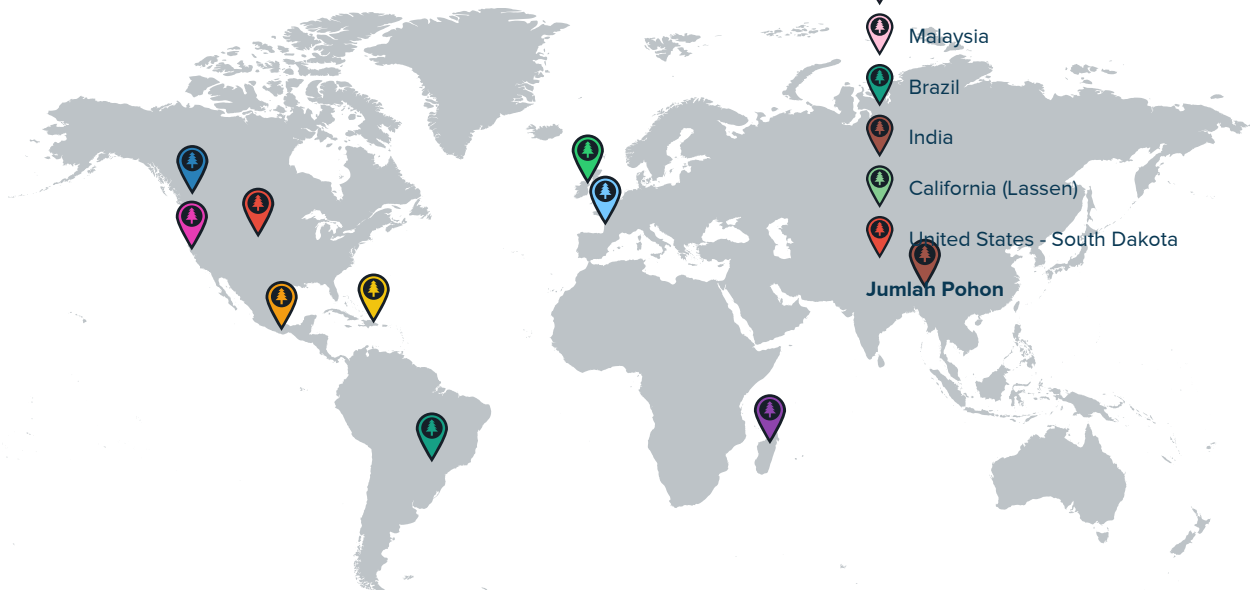 Malaysia
Brazil
India
California (Lassen)
United States - South Dakota
Jumlah Pohon